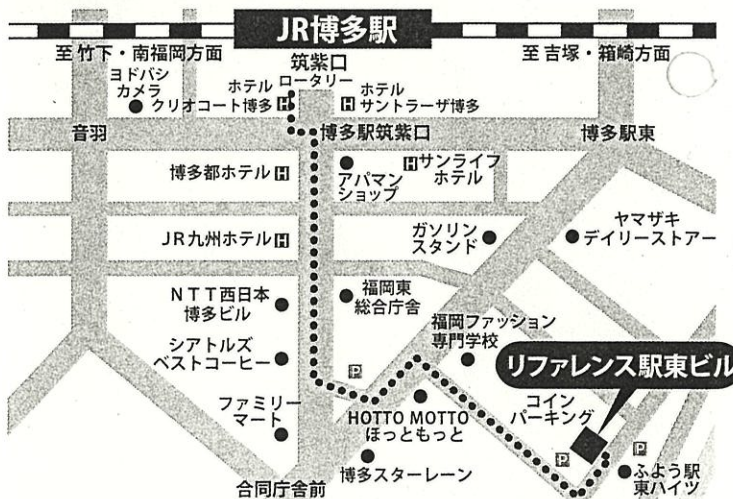 JR博多駅
至 竹下・南福岡方面
筑紫口
至 吉塚・箱崎方面
ヨドバシ
カメラ
ホテル
クリオコート博多 H
ロータリー
ホテル
H サントラーザ博多
音羽
博多駅筑紫口
博多駅東
博多都ホテル H
アパマン
ショップ
H サンライフ
ホテル
JR九州ホテル H
ガソリン
スタンド
ヤマザキ
デイリーストアー
NTT西日本
博多ビル
福岡東
総合庁舎
シアトルズ
ベストコーヒー
福岡ファッション
専門学校
P
リファレンス駅東ビル
ファミリー
マート
HOTTO MOTTO
ほっともっと
コイン
パーキング
合同庁舎前
博多スターレーン
P
P
ふよう駅
東ハイツ